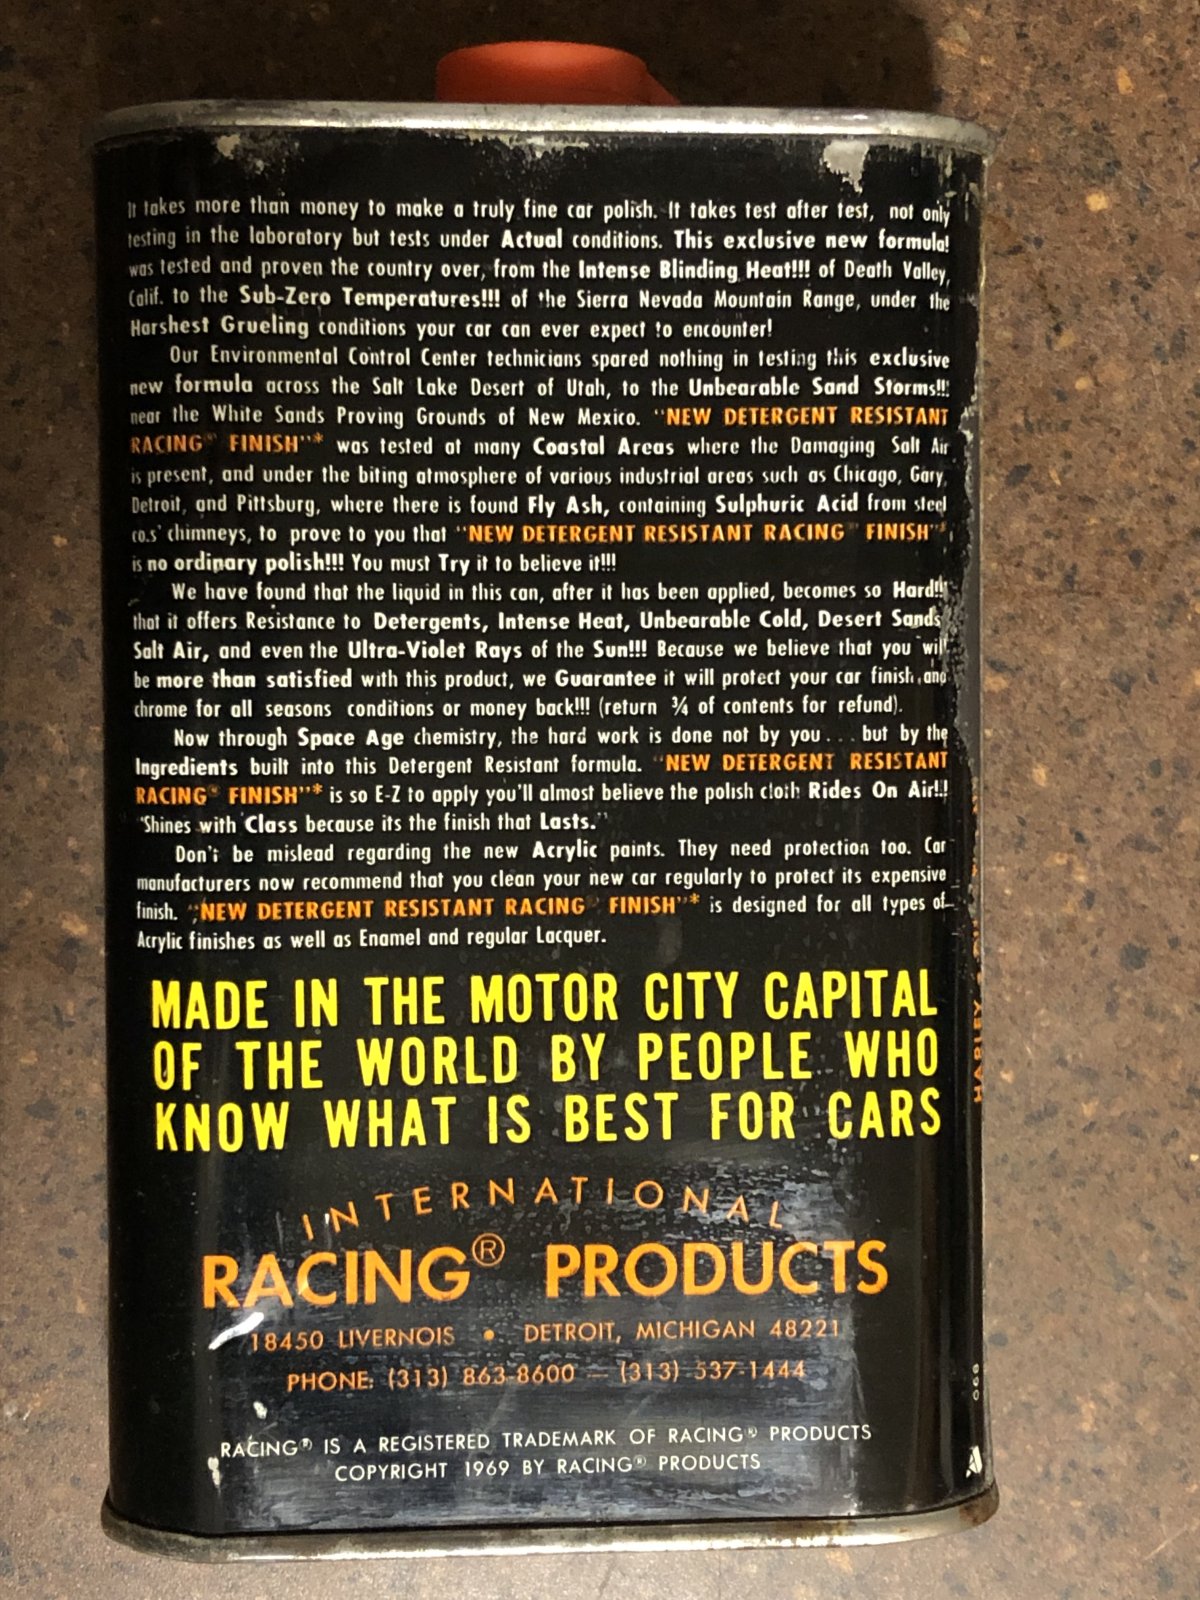 It takes more than money to make a truly fine car polish. It takes test after test, not only
testing in the laboratory but tests under Actual conditions. This exclusive new formula!
was tested and proven the country over, from the Intense Blinding Heat!!! of Death Valley,
Calif. to the Sub-Zero Temperatures!!! of the Sierra Nevada Mountain Range, under the
Harshest Grueling conditions your car can ever expect to encounter!
Our Environmental Control Center technicians spared nothing in testing this exclusive
new formula across the Salt Lake Desert of Utah, to the Unbearable Sand Storms!!!
near the White Sands Proving Grounds of New Mexico. "NEW DETERGENT RESISTANT
RACING® FINISH"* was tested at many Coastal Areas where the Damaging Salt Air
is present, and under the biting atmosphere of various industrial areas such as Chicago, Gary,
Detroit, and Pittsburg, where there is found Fly Ash, containing Sulphuric Acid from steel
co.s' chimneys, to prove to you that "NEW DETERGENT RESISTANT RACING® FINISH"*
is no ordinary polish!!! You must Try it to believe it!!!
We have found that the liquid in this can, after it has been applied, becomes so Hard!!!
that it offers Resistance to Detergents, Intense Heat, Unbearable Cold, Desert Sands,
Salt Air, and even the Ultra-Violet Rays of the Sun!!! Because we believe that you will
be more than satisfied with this product, we Guarantee it will protect your car finish and
chrome for all seasons conditions or money back!!! (return ¾ of contents for refund).
Now through Space Age chemistry, the hard work is done not by you... but by the
Ingredients built into this Detergent Resistant formula. "NEW DETERGENT RESISTANT
RACING® FINISH"* is so E-Z to apply you'll almost believe the polish cloth Rides On Air!!!
"Shines with Class because its the finish that Lasts."
Don't be mislead regarding the new Acrylic paints. They need protection too. Car
manufacturers now recommend that you clean your new car regularly to protect its expensive
finish. "NEW DETERGENT RESISTANT RACING® FINISH"* is designed for all types of
Acrylic finishes as well as Enamel and regular Lacquer.
MADE IN THE MOTOR CITY CAPITAL
OF THE WORLD BY PEOPLE WHO
KNOW WHAT IS BEST FOR CARS
INTERNATIONAL
RACING® PRODUCTS
18450 LIVERNOIS • DETROIT, MICHIGAN 48221
PHONE: (313) 863-8600 — (313) 537-1444
RACING® IS A REGISTERED TRADEMARK OF RACING® PRODUCTS
COPYRIGHT 1969 BY RACING® PRODUCTS
HARLEY
068